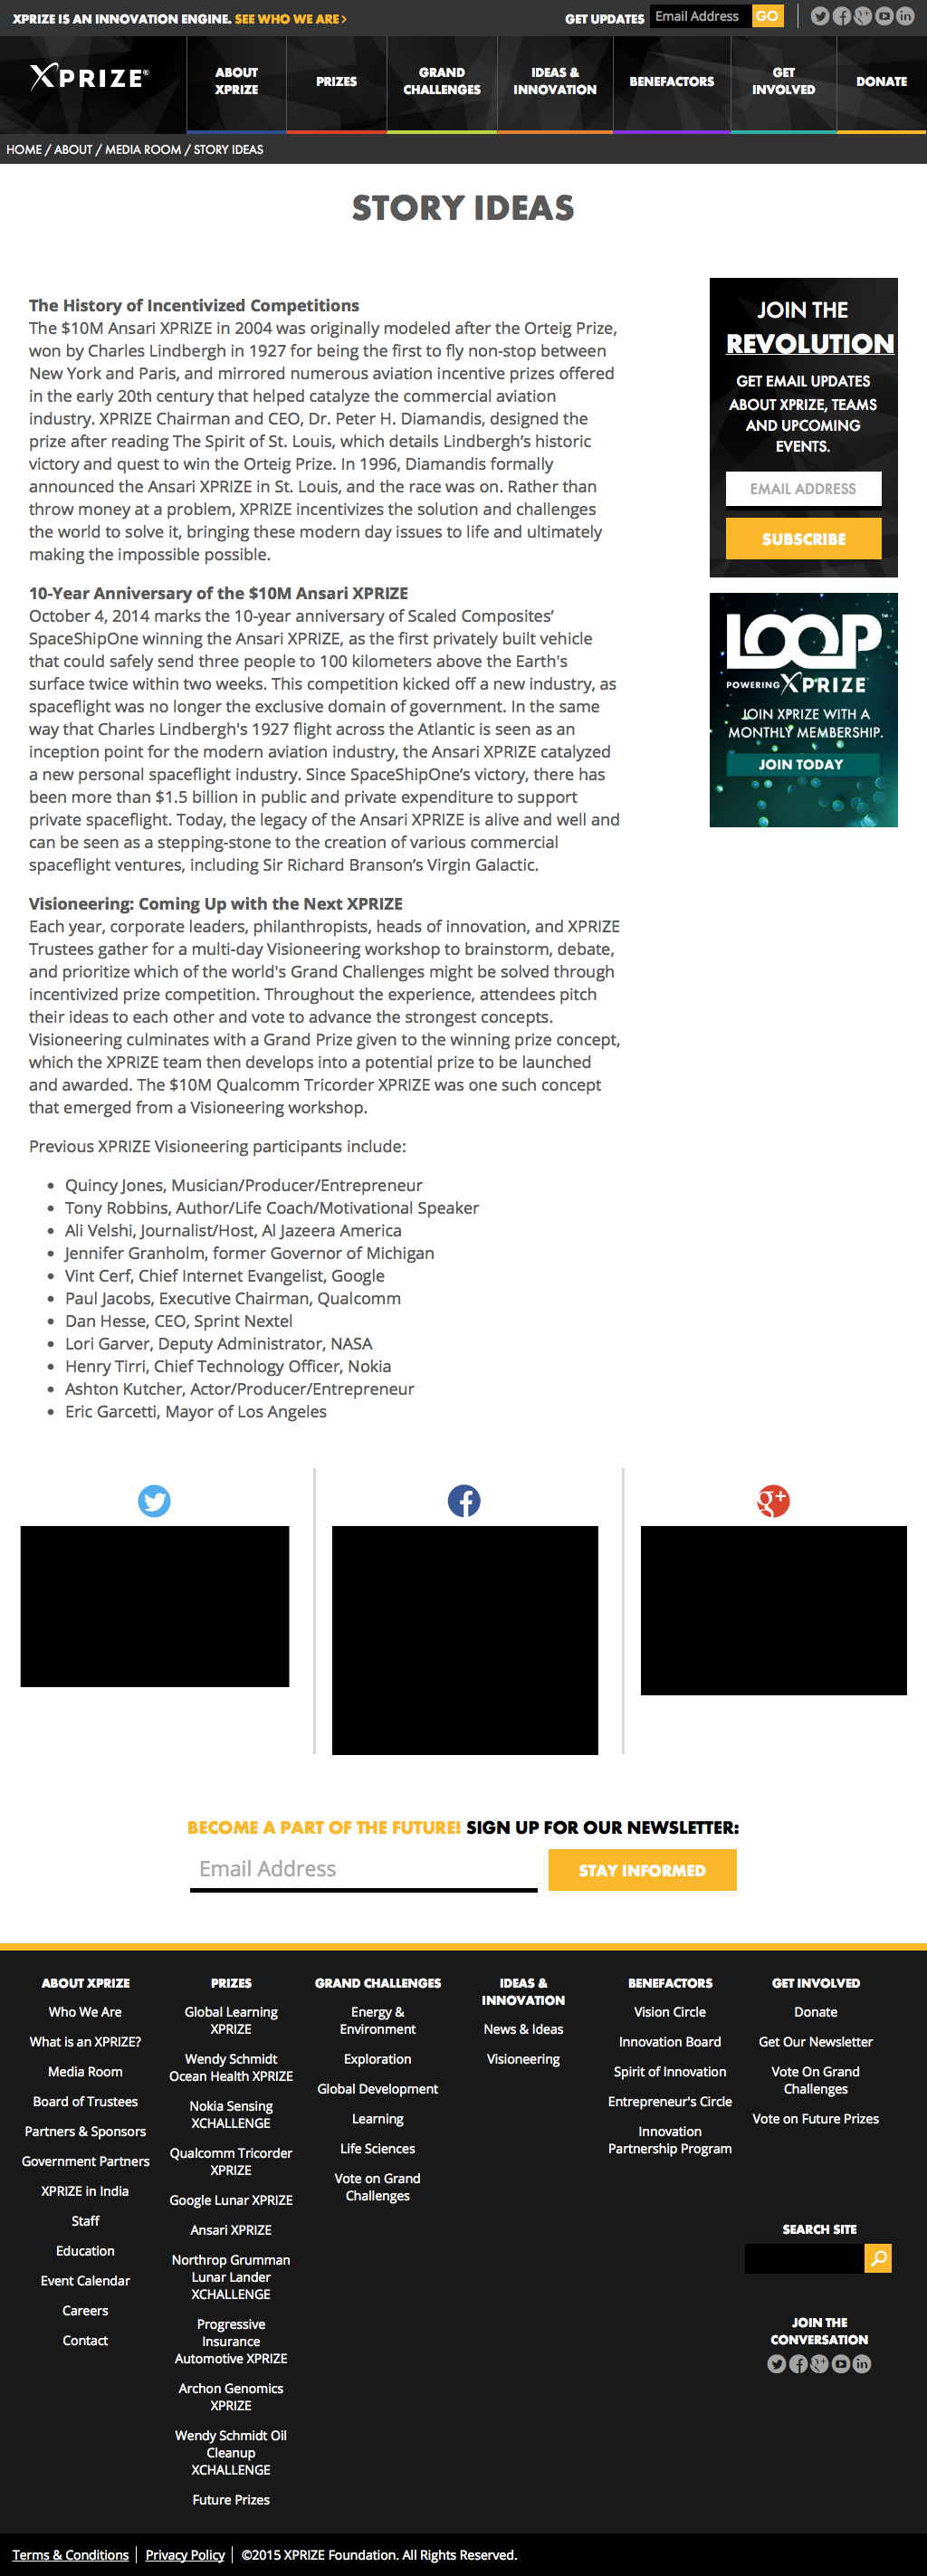 XPRIZE IS AN INNOVATION ENGINE. SEE WHO WE ARE >
GET UPDATES Email Address GO
XPRIZE®
ABOUT
XPRIZE
PRIZES
GRAND
CHALLENGES
IDEAS &
INNOVATION
BENEFACTORS
GET
INVOLVED
DONATE
HOME / ABOUT / MEDIA ROOM / STORY IDEAS
STORY IDEAS
The History of Incentivized Competitions
The $10M Ansari XPRIZE in 2004 was originally modeled after the Orteig Prize,
won by Charles Lindbergh in 1927 for being the first to fly non-stop between
New York and Paris, and mirrored numerous aviation incentive prizes offered
in the early 20th century that helped catalyze the commercial aviation
industry. XPRIZE Chairman and CEO, Dr. Peter H. Diamandis, designed the
prize after reading The Spirit of St. Louis, which details Lindbergh’s historic
victory and quest to win the Orteig Prize. In 1996, Diamandis formally
announced the Ansari XPRIZE in St. Louis, and the race was on. Rather than
throw money at a problem, XPRIZE incentivizes the solution and challenges
the world to solve it, bringing these modern day issues to life and ultimately
making the impossible possible.
10-Year Anniversary of the $10M Ansari XPRIZE
October 4, 2014 marks the 10-year anniversary of Scaled Composites’
SpaceShipOne winning the Ansari XPRIZE, as the first privately built vehicle
that could safely send three people to 100 kilometers above the Earth's
surface twice within two weeks. This competition kicked off a new industry, as
spaceflight was no longer the exclusive domain of government. In the same
way that Charles Lindbergh's 1927 flight across the Atlantic is seen as an
inception point for the modern aviation industry, the Ansari XPRIZE catalyzed
a new personal spaceflight industry. Since SpaceShipOne’s victory, there has
been more than $1.5 billion in public and private expenditure to support
private spaceflight. Today, the legacy of the Ansari XPRIZE is alive and well and
can be seen as a stepping-stone to the creation of various commercial
spaceflight ventures, including Sir Richard Branson’s Virgin Galactic.
Visioneering: Coming Up with the Next XPRIZE
Each year, corporate leaders, philanthropists, heads of innovation, and XPRIZE
Trustees gather for a multi-day Visioneering workshop to brainstorm, debate,
and prioritize which of the world's Grand Challenges might be solved through
incentivized prize competition. Throughout the experience, attendees pitch
their ideas to each other and vote to advance the strongest concepts.
Visioneering culminates with a Grand Prize given to the winning prize concept,
which the XPRIZE team then develops into a potential prize to be launched
and awarded. The $10M Qualcomm Tricorder XPRIZE was one such concept
that emerged from a Visioneering workshop.
Previous XPRIZE Visioneering participants include:
• Quincy Jones, Musician/Producer/Entrepreneur
• Tony Robbins, Author/Life Coach/Motivational Speaker
• Ali Velshi, Journalist/Host, Al Jazeera America
• Jennifer Granholm, former Governor of Michigan
• Vint Cerf, Chief Internet Evangelist, Google
• Paul Jacobs, Executive Chairman, Qualcomm
• Dan Hesse, CEO, Sprint Nextel
• Lori Garver, Deputy Administrator, NASA
• Henry Tirri, Chief Technology Officer, Nokia
• Ashton Kutcher, Actor/Producer/Entrepreneur
• Eric Garcetti, Mayor of Los Angeles
JOIN THE
REVOLUTION
GET EMAIL UPDATES
ABOUT XPRIZE, TEAMS
AND UPCOMING
EVENTS.
EMAIL ADDRESS
SUBSCRIBE
LOOP™
POWERING XPRIZE
JOIN XPRIZE WITH A
MONTHLY MEMBERSHIP.
JOIN TODAY
BECOME A PART OF THE FUTURE! SIGN UP FOR OUR NEWSLETTER:
Email Address
STAY INFORMED
ABOUT XPRIZE
Who We Are
What is an XPRIZE?
Media Room
Board of Trustees
Partners & Sponsors
Government Partners
XPRIZE in India
Staff
Education
Event Calendar
Careers
Contact
PRIZES
Global Learning
XPRIZE
Wendy Schmidt
Ocean Health XPRIZE
Nokia Sensing
XCHALLENGE
Qualcomm Tricorder
XPRIZE
Google Lunar XPRIZE
Ansari XPRIZE
Northrop Grumman
Lunar Lander
XCHALLENGE
Progressive
Insurance
Automotive XPRIZE
Archon Genomics
XPRIZE
Wendy Schmidt Oil
Cleanup
XCHALLENGE
Future Prizes
GRAND CHALLENGES
Energy &
Environment
Exploration
Global Development
Learning
Life Sciences
Vote on Grand
Challenges
IDEAS &
INNOVATION
News & Ideas
Visioneering
BENEFACTORS
Vision Circle
Innovation Board
Spirit of Innovation
Entrepreneur's Circle
Innovation
Partnership Program
GET INVOLVED
Donate
Get Our Newsletter
Vote On Grand
Challenges
Vote on Future Prizes
SEARCH SITE
JOIN THE
CONVERSATION
Terms & Conditions | Privacy Policy | ©2015 XPRIZE Foundation. All Rights Reserved.